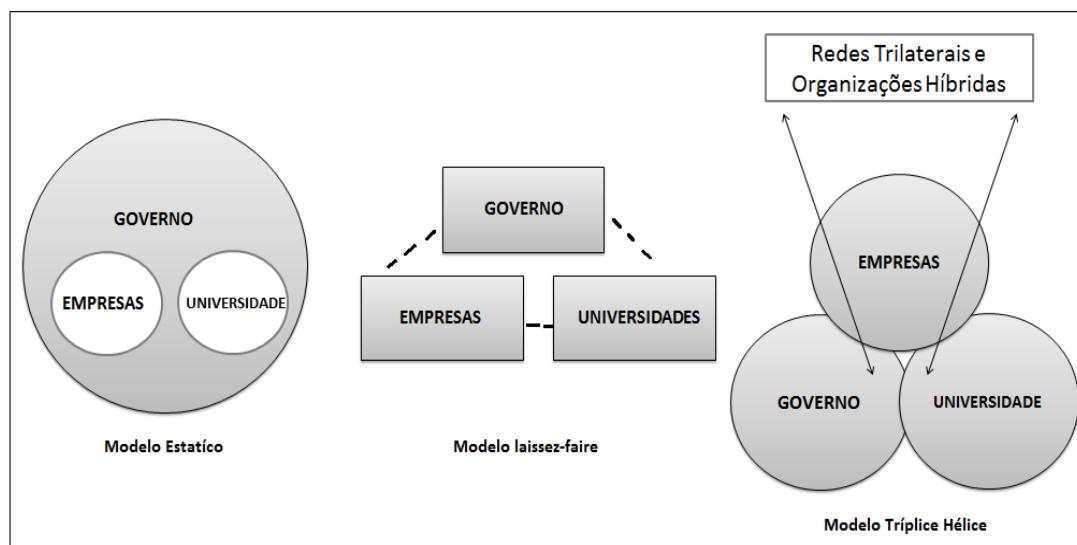 GOVERNO
EMPRESAS
UNIVERSIDADE
Modelo Estatíco
GOVERNO
EMPRESAS
UNIVERSIDADES
Modelo laissez-faire
Redes Trilaterais e
Organizações Híbridas
EMPRESAS
GOVERNO
UNIVERSIDADE
Modelo Tríplice Hélice